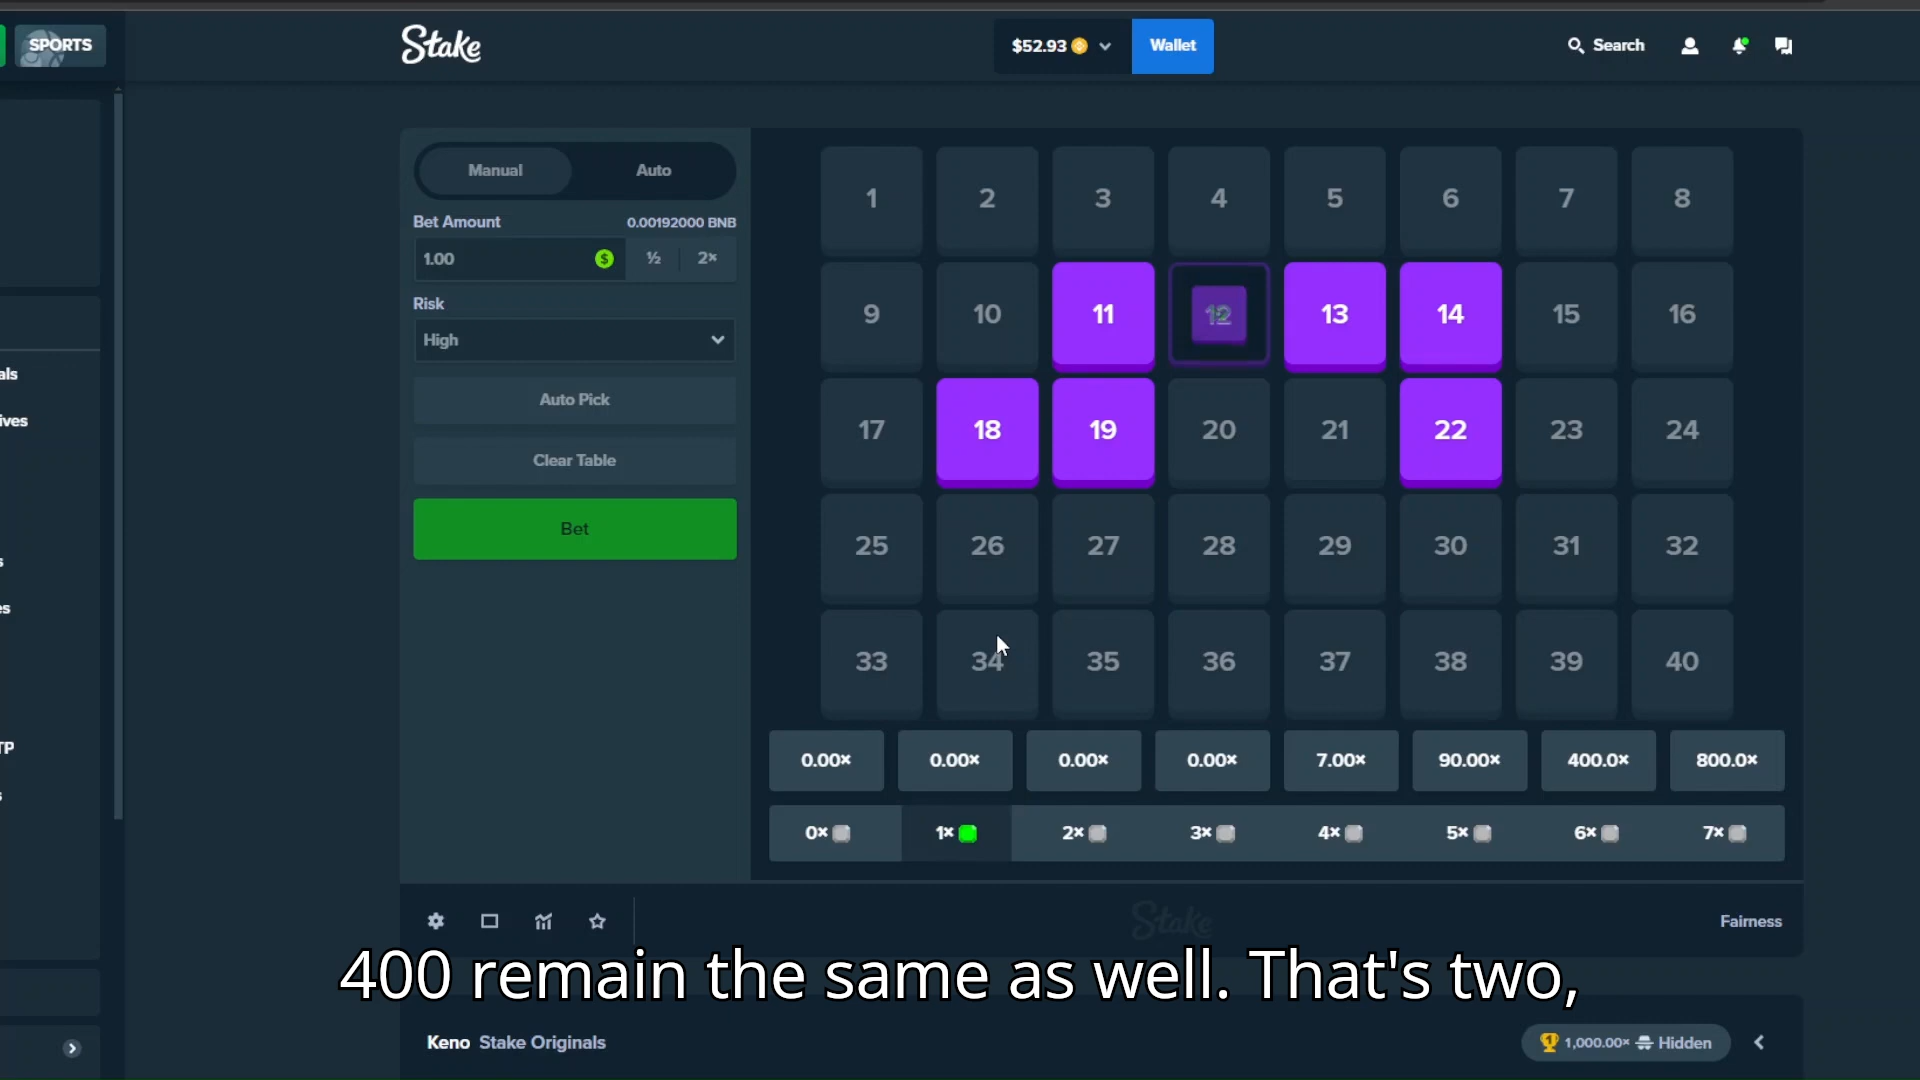 SPORTS
Stake
$52.93
Wallet
Search
Manual
Auto
Bet Amount
0.00192000 BNB
1.00
½
2×
Risk
High
Auto Pick
Clear Table
Bet
als
ives
s
es
TP
s
1 2 3 4 5 6 7 8
9 10 11 12 13 14 15 16
17 18 19 20 21 22 23 24
25 26 27 28 29 30 31 32
33 34 35 36 37 38 39 40
0.00× 0.00× 0.00× 0.00× 7.00× 90.00× 400.0× 800.0×
0× 1× 2× 3× 4× 5× 6× 7×
Stake
Fairness
400 remain the same as well. That's two,
Keno Stake Originals
1,000.00× Hidden